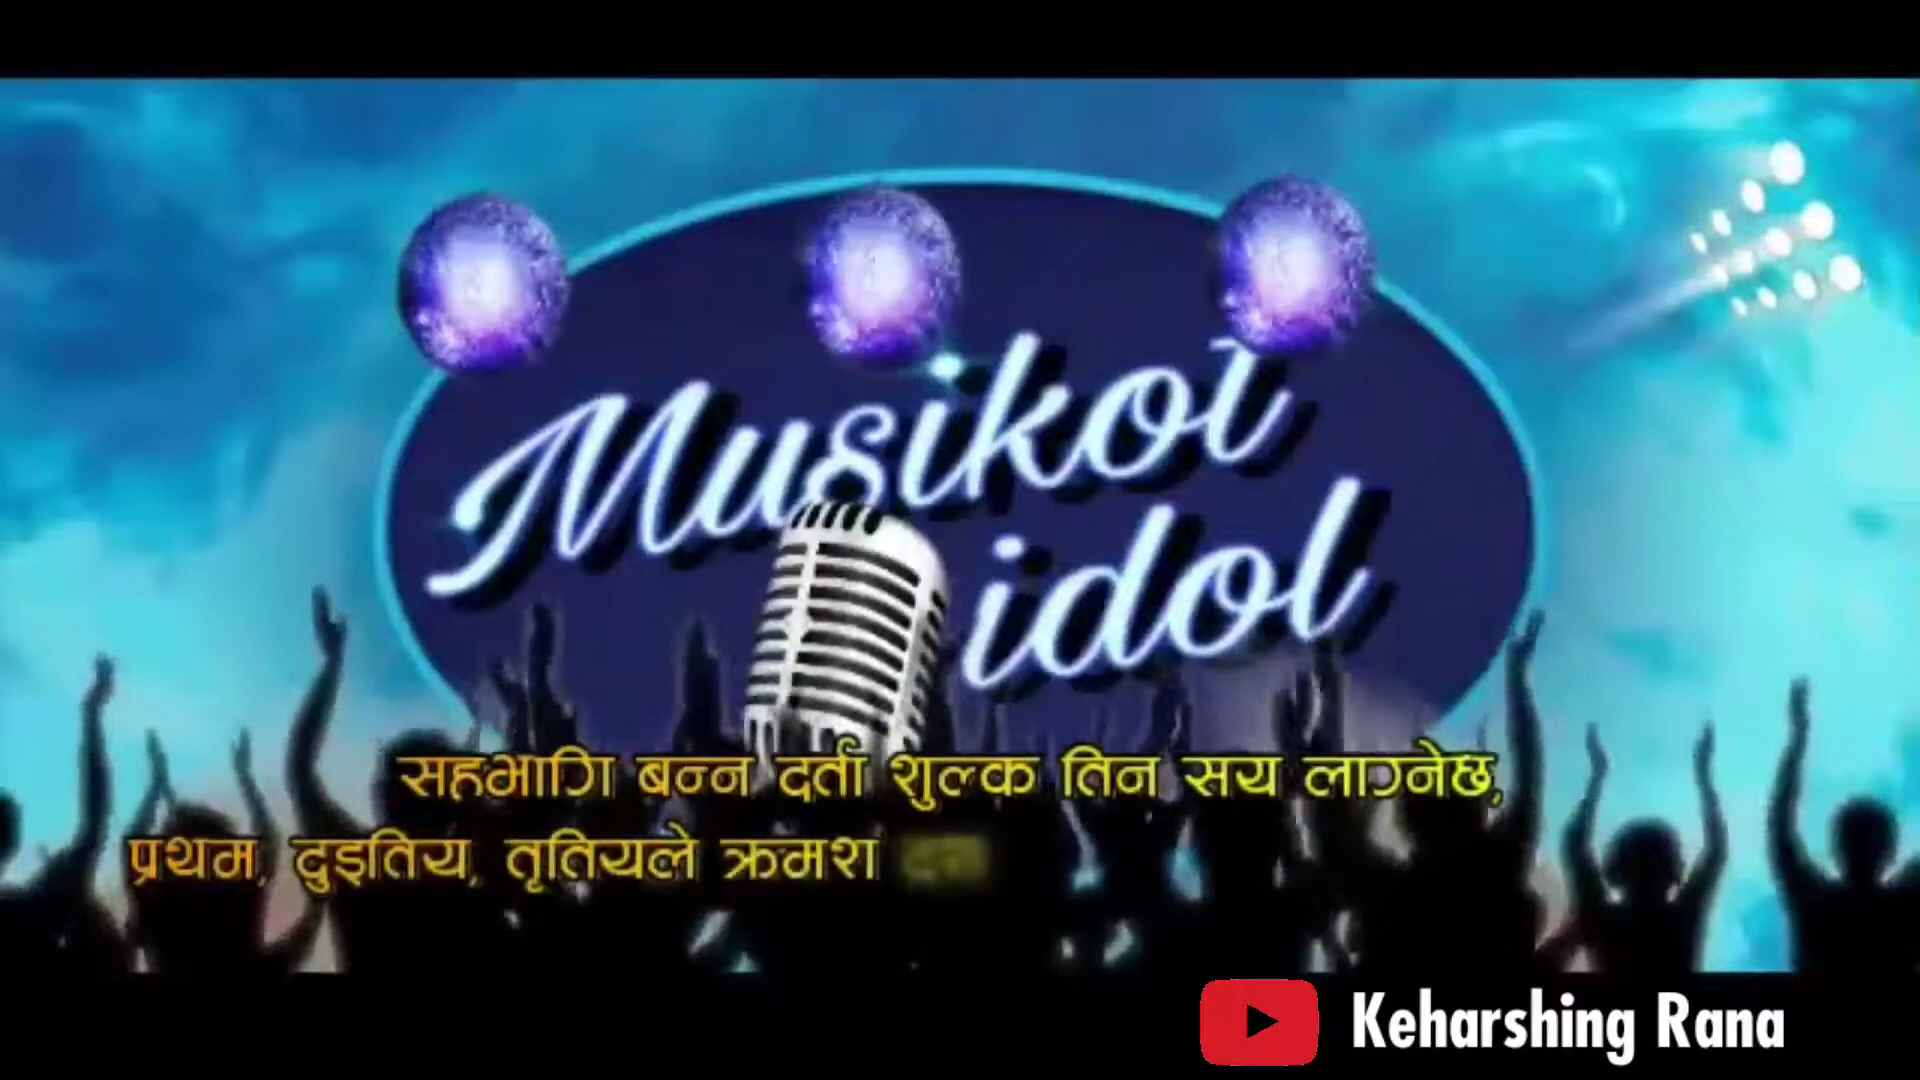 Musikot
idol
सहभागि बन्न दर्ता शुल्क तिन सय लाग्नेछ,
प्रथम, दुइतिय, तृतियले क्रमश
Keharshing Rana